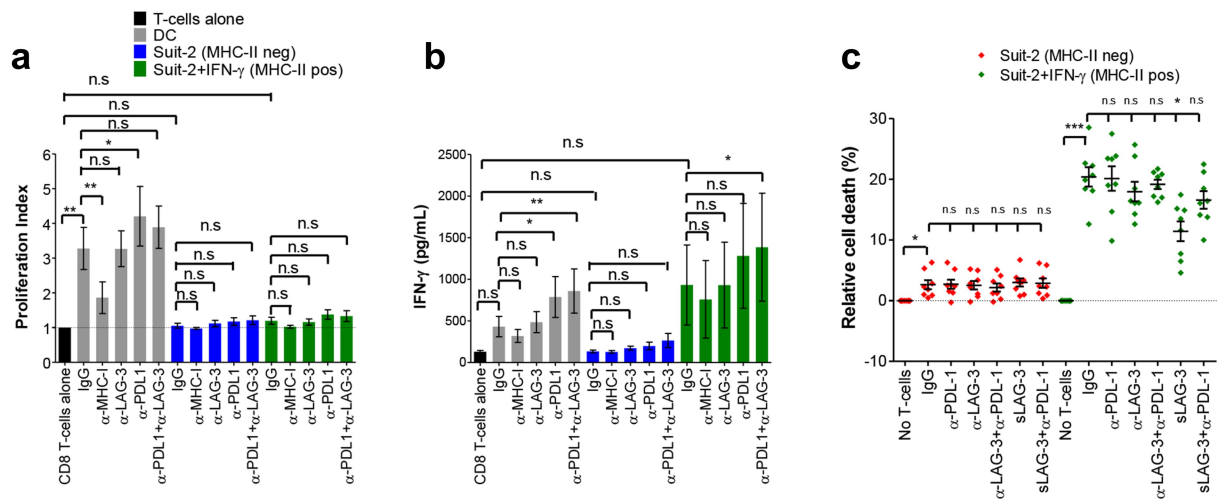 T-cells alone
DC
Suit-2 (MHC-II neg)
Suit-2+IFN-γ (MHC-II pos)
a
n.s
n.s
n.s
*
n.s
**
**
n.s
n.s
n.s
n.s
n.s
n.s
n.s
n.s
Proliferation Index
6
5
4
3
2
1
0
CD8 T-cells alone
IgG
α-MHC-I
α-LAG-3
α-PDL1
α-PDL1+α-LAG-3
IgG
α-MHC-I
α-LAG-3
α-PDL1
α-PDL1+α-LAG-3
IgG
α-MHC-I
α-LAG-3
α-PDL1
α-PDL1+α-LAG-3
b
n.s
n.s
**
*
n.s
n.s
n.s
n.s
n.s
n.s
n.s
*
n.s
n.s
n.s
IFN-γ (pg/mL)
2500
2000
1500
1000
500
0
CD8 T-cells alone
IgG
α-MHC-I
α-LAG-3
α-PDL1
α-PDL1+α-LAG-3
IgG
α-MHC-I
α-LAG-3
α-PDL1
α-PDL1+α-LAG-3
IgG
α-MHC-I
α-LAG-3
α-PDL1
α-PDL1+α-LAG-3
c
Suit-2 (MHC-II neg)
Suit-2+IFN-γ (MHC-II pos)
n.s
n.s
n.s
*
n.s
***
n.s
n.s
n.s
n.s
n.s
*
Relative cell death (%)
30
20
10
0
-10
No T-cells
IgG
α-PDL-1
α-LAG-3
α-LAG-3+α-PDL-1
sLAG-3
sLAG-3+α-PDL-1
No T-cells
IgG
α-PDL-1
α-LAG-3
α-LAG-3+α-PDL-1
sLAG-3
sLAG-3+α-PDL-1